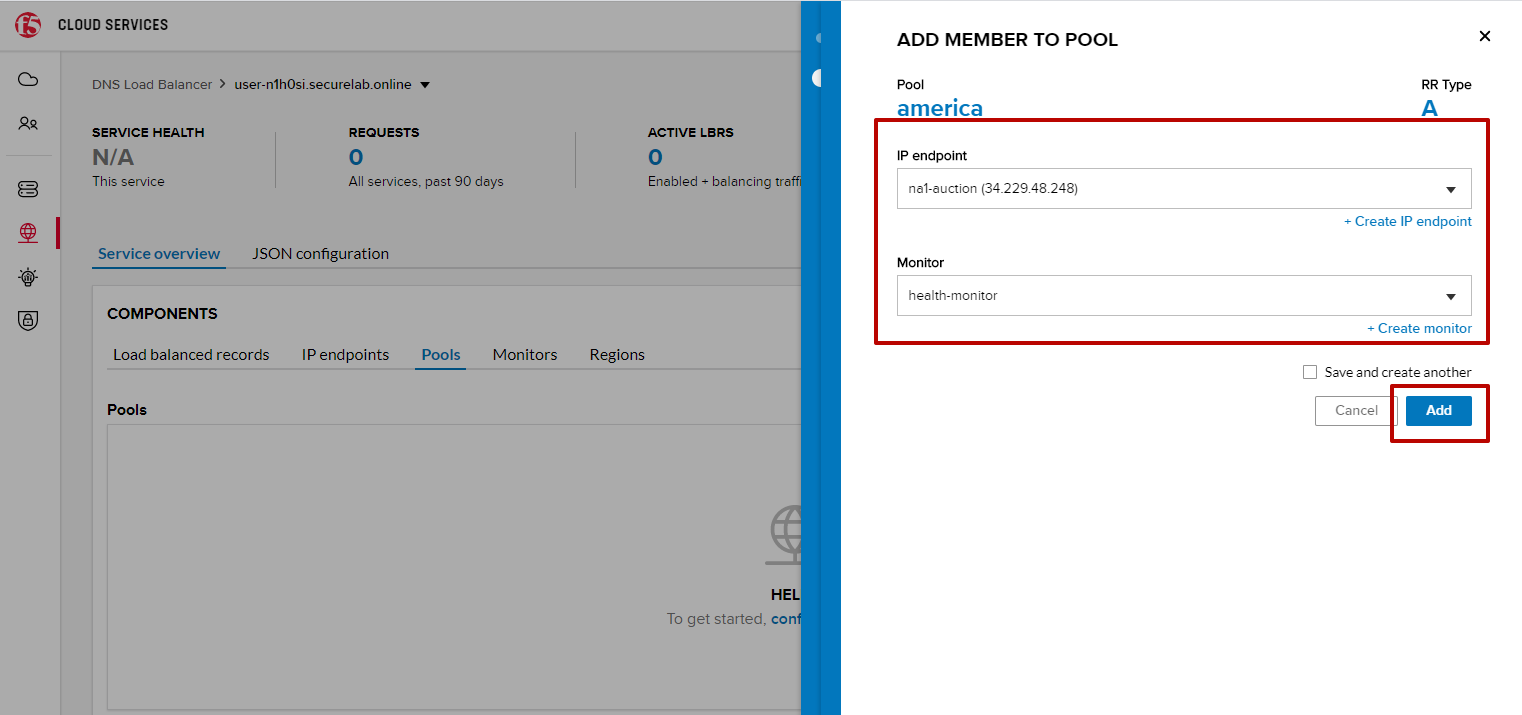 f5 CLOUD SERVICES
DNS Load Balancer > user-n1h0si.securelab.online
SERVICE HEALTH
N/A
This service
REQUESTS
0
All services, past 90 days
ACTIVE LBRS
0
Enabled + balancing traffi
Service overview JSON configuration
COMPONENTS
Load balanced records IP endpoints Pools Monitors Regions
Pools
HEL
To get started, conf
ADD MEMBER TO POOL
Pool
america
RR Type
A
IP endpoint
na1-auction (34.229.48.248)
+ Create IP endpoint
Monitor
health-monitor
+ Create monitor
Save and create another
Cancel Add